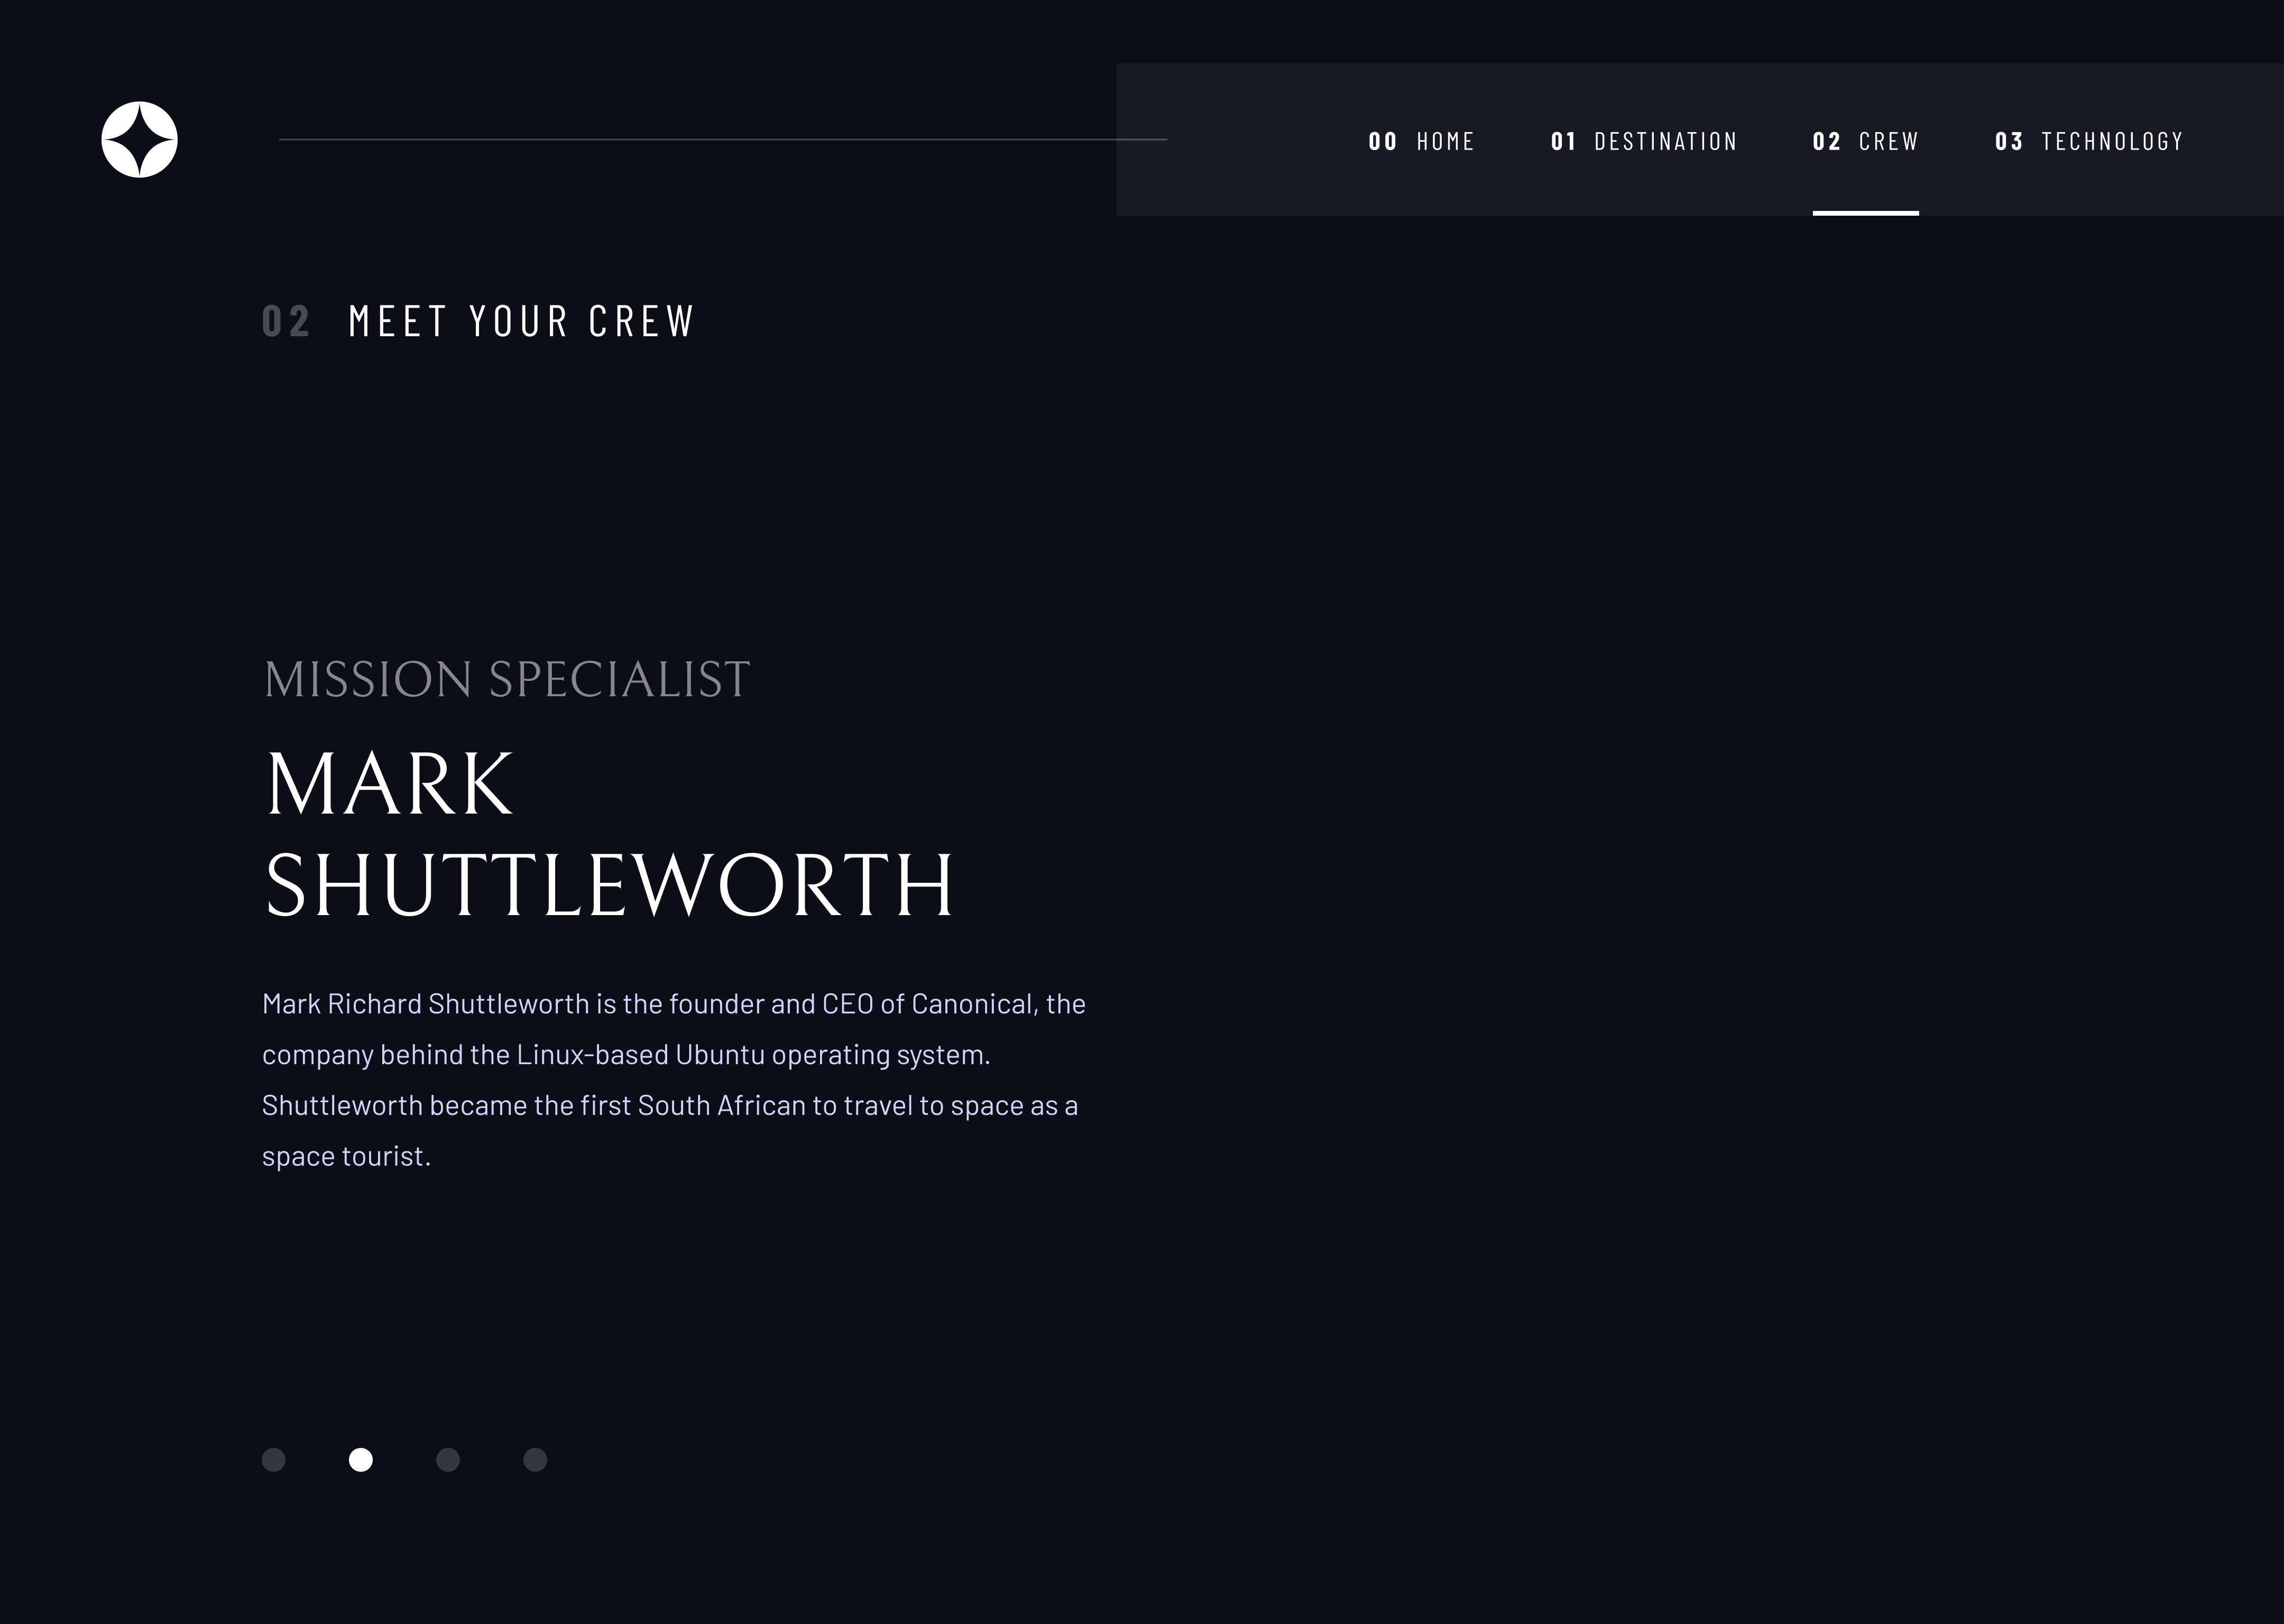 00 HOME 01 DESTINATION 02 CREW 03 TECHNOLOGY
02 MEET YOUR CREW
MISSION SPECIALIST
MARK
SHUTTLEWORTH
Mark Richard Shuttleworth is the founder and CEO of Canonical, the
company behind the Linux-based Ubuntu operating system.
Shuttleworth became the first South African to travel to space as a
space tourist.